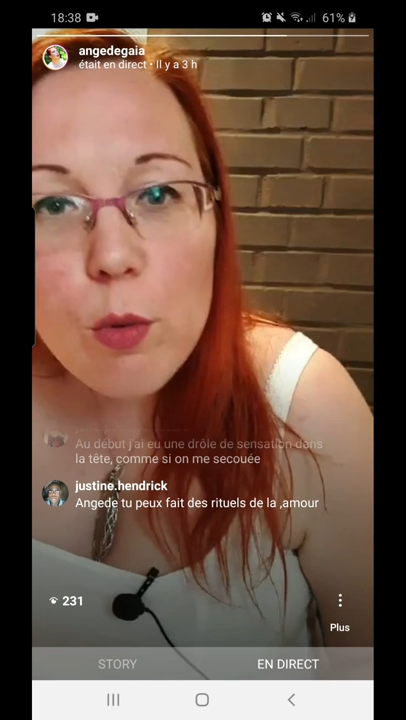 18:38
61%
angedegaia
était en direct • Il y a 3 h
Au début j'ai eu une drôle de sensation dans
la tête, comme si on me secouée
justine.hendrick
Angede tu peux fait des rituels de la ,amour
231
Plus
STORY
EN DIRECT